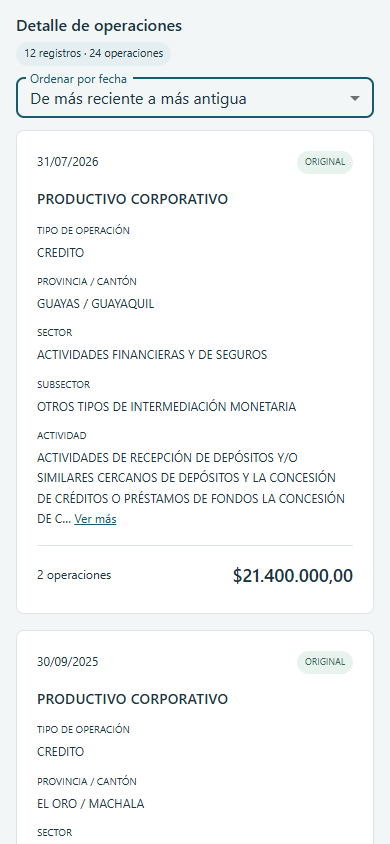 Detalle de operaciones
12 registros · 24 operaciones
Ordenar por fecha
De más reciente a más antigua
31/07/2026
ORIGINAL
PRODUCTIVO CORPORATIVO
TIPO DE OPERACIÓN
CREDITO
PROVINCIA / CANTÓN
GUAYAS / GUAYAQUIL
SECTOR
ACTIVIDADES FINANCIERAS Y DE SEGUROS
SUBSECTOR
OTROS TIPOS DE INTERMEDIACIÓN MONETARIA
ACTIVIDAD
ACTIVIDADES DE RECEPCIÓN DE DEPÓSITOS Y/O
SIMILARES CERCANOS DE DEPÓSITOS Y LA CONCESIÓN
DE CRÉDITOS O PRÉSTAMOS DE FONDOS LA CONCESIÓN
DE C... Ver más
2 operaciones
$21.400.000,00
30/09/2025
ORIGINAL
PRODUCTIVO CORPORATIVO
TIPO DE OPERACIÓN
CREDITO
PROVINCIA / CANTÓN
EL ORO / MACHALA
SECTOR